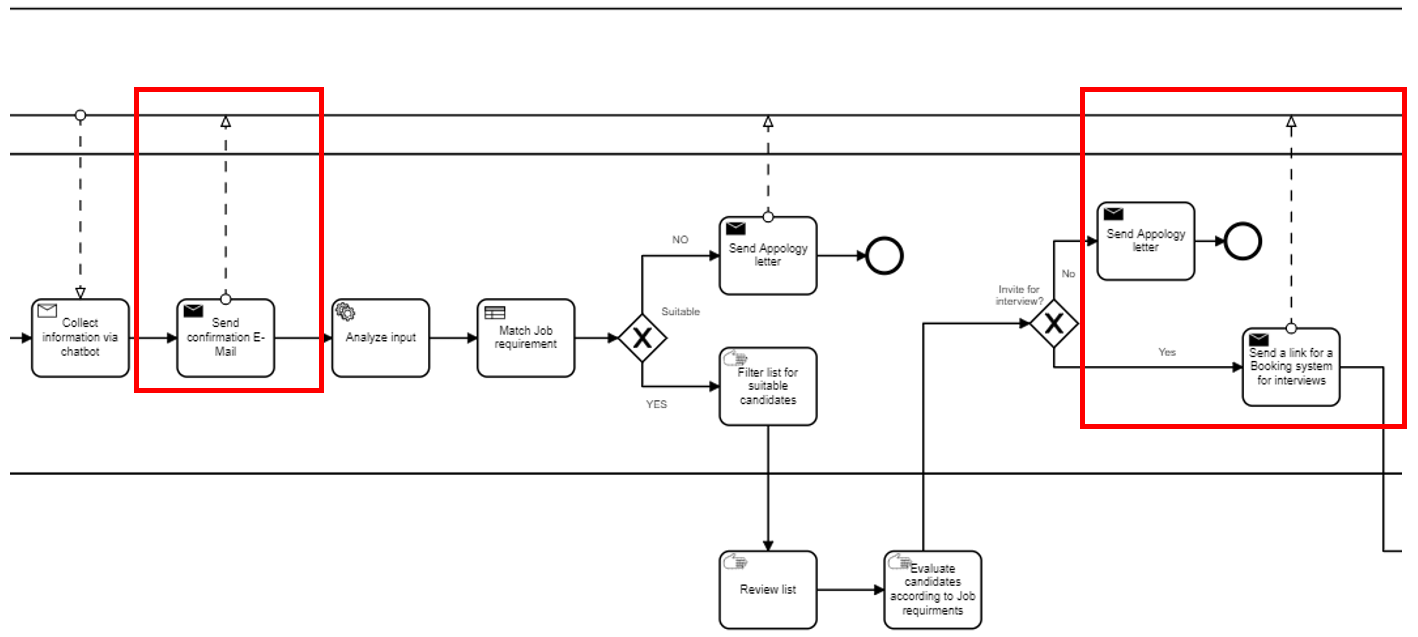 Collect
information via
chatbot
Send
confirmation E-
Mail
Analyze input
Match Job
requirement
NO
Suitable
YES
Send Appology
letter
Filter list for
suitable
candidates
Review list
Evaluate
candidates
according to Job
requirments
Invite for
interview?
No
Yes
Send Appology
letter
Send a link for a
Booking system
for interviews